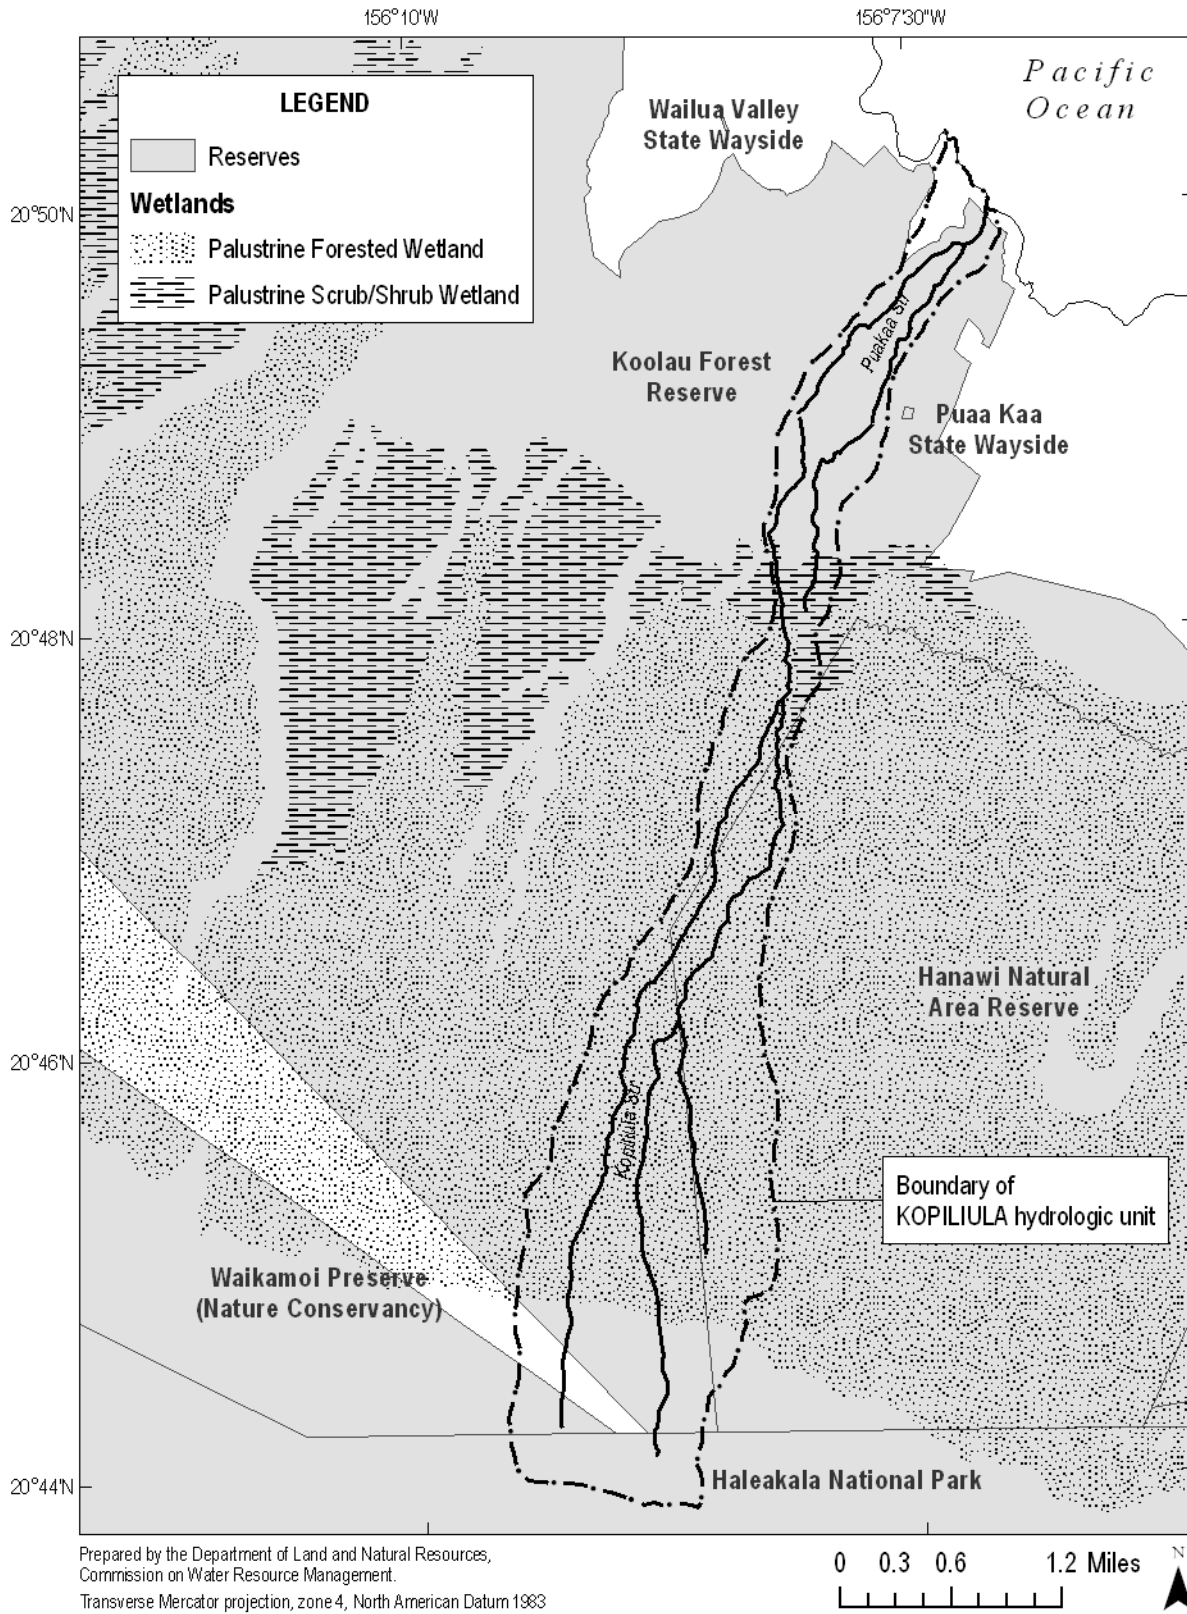 156°10'W
156°7'30"W
Pacific
Ocean
LEGEND
Reserves
Wetlands
Palustrine Forested Wetland
Palustrine Scrub/Shrub Wetland
Wailua Valley
State Wayside
20°50'N
Puakaa Str
Koolau Forest
Reserve
Puaa Kaa
State Wayside
20°48'N
Hanawi Natural
Area Reserve
20°46'N
Kopiliula Str
Boundary of
KOPILIULA hydrologic unit
Waikamoi Preserve
(Nature Conservancy)
20°44'N
Haleakala National Park
Prepared by the Department of Land and Natural Resources,
Commission on Water Resource Management.
Transverse Mercator projection, zone 4, North American Datum 1983
0 0.3 0.6 1.2 Miles
N